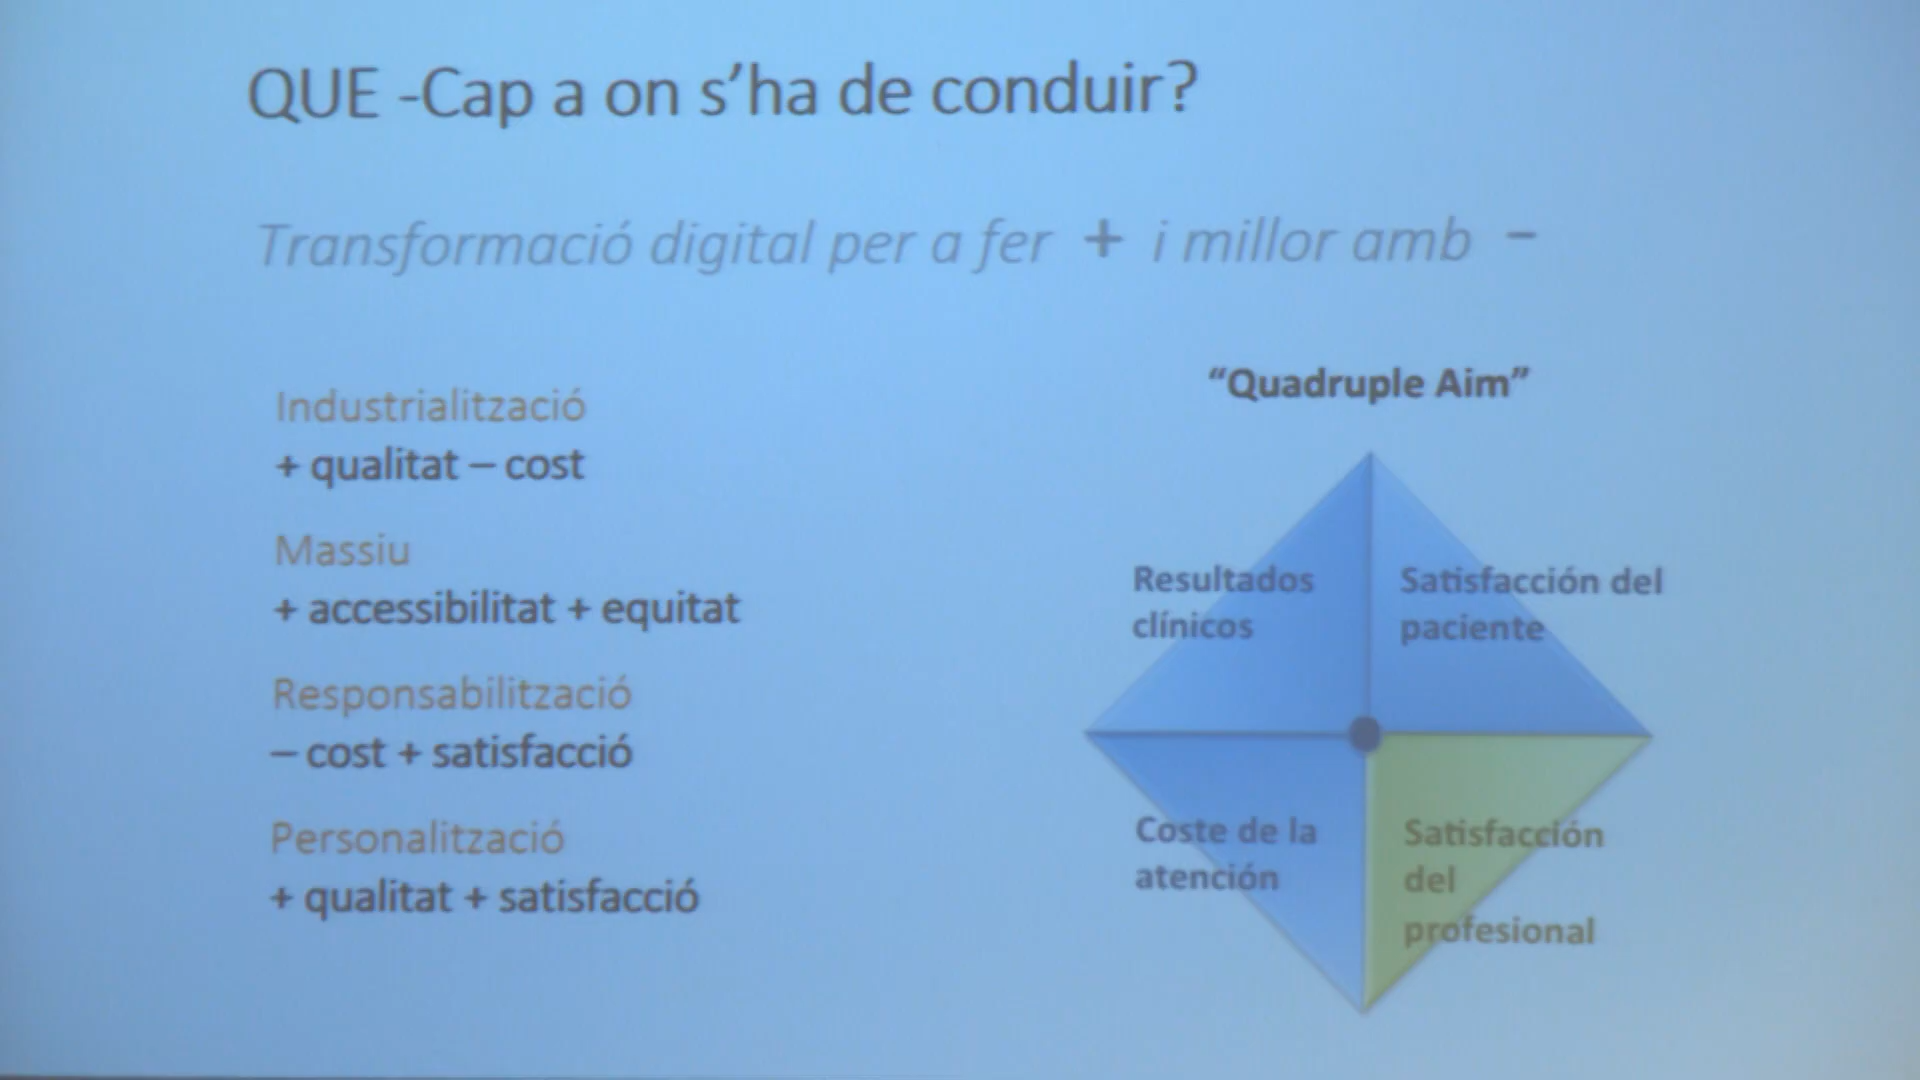 QUE -Cap a on s’ha de conduir?
Transformació digital per a fer + i millor amb –
Industrialització
+ qualitat – cost
Massiu
+ accessibilitat + equitat
Responsabilització
– cost + satisfacció
Personalització
+ qualitat + satisfacció
“Quadruple Aim”
Resultados
clínicos
Satisfacción del
paciente
Coste de la
atención
Satisfacción
del
profesional